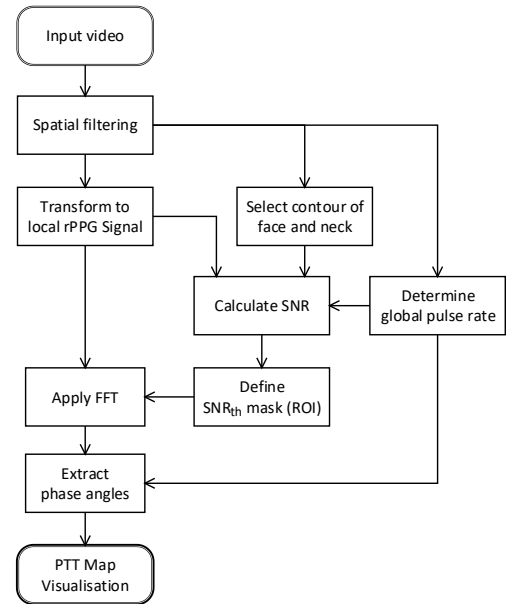 Input video
Spatial filtering
Transform to
local rPPG Signal
Select contour of
face and neck
Calculate SNR
Determine
global pulse rate
Apply FFT
Define
SNRth mask (ROI)
Extract
phase angles
PTT Map
Visualisation